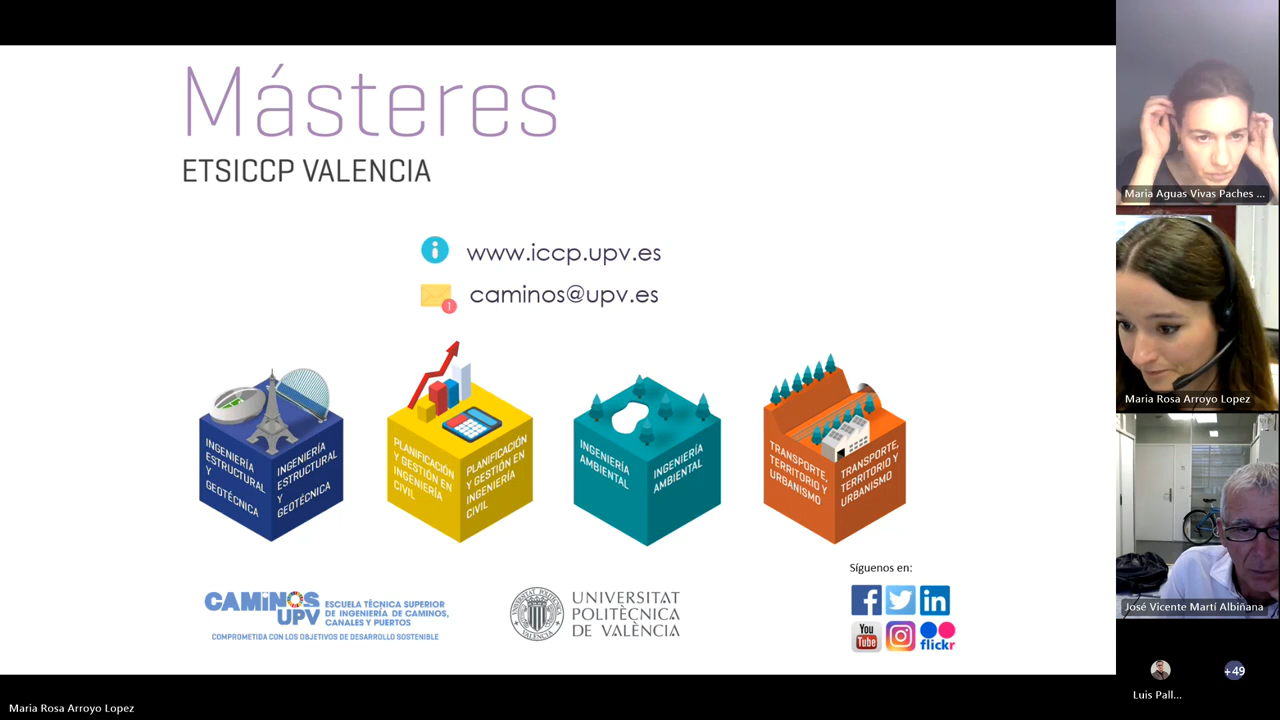 Másteres
ETSICCP VALENCIA
www.iccp.upv.es
caminos@upv.es
1
INGENIERÍA
ESTRUCTURAL
Y
GEOTÉCNICA
INGENIERÍA
ESTRUCTURAL
Y
GEOTÉCNICA
PLANIFICACIÓN
Y GESTIÓN EN
INGENIERÍA
CIVIL
PLANIFICACIÓN
Y GESTIÓN EN
INGENIERÍA
CIVIL
INGENIERÍA
AMBIENTAL
INGENIERÍA
AMBIENTAL
TRANSPORTE,
TERRITORIO Y
URBANISMO
TRANSPORTE,
TERRITORIO Y
URBANISMO
Síguenos en:
CAMINOS
UPV
ESCUELA TÉCNICA SUPERIOR
DE INGENIERÍA DE CAMINOS,
CANALES Y PUERTOS
COMPROMETIDA CON LOS OBJETIVOS DE DESARROLLO SOSTENIBLE
UNIVERSITAT
POLITÈCNICA
DE VALÈNCIA
f
in
You
Tube
flickr
Maria Aguas Vivas Paches ...
Maria Rosa Arroyo Lopez
José Vicente Martí Albiñana
Luis Pall...
+49
Maria Rosa Arroyo Lopez